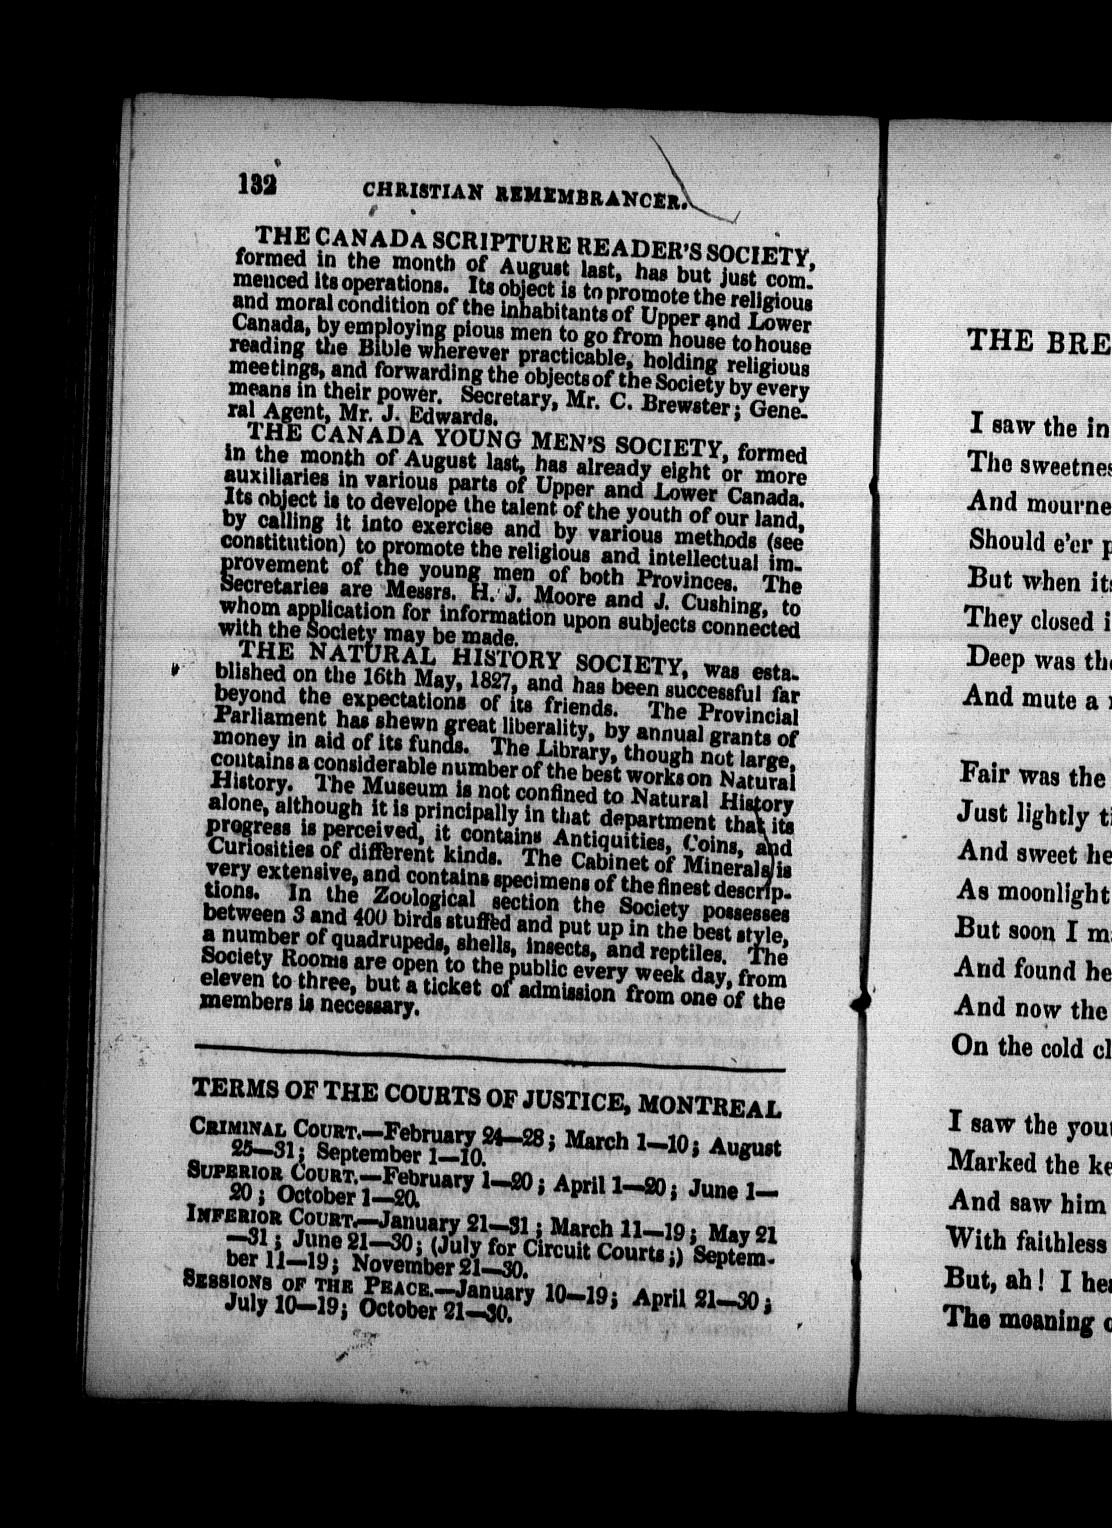 132 CHRISTIAN REMEMBRANCER.
THE CANADA SCRIPTURE READER'S SOCIETY,
formed in the month of August last, has but just com-
menced its operations. Its object is to promote the religious
and moral condition of the inhabitants of Upper and Lower
Canada, by employing pious men to go from house to house
reading the Bible wherever practicable, holding religious
meetings, and forwarding the objects of the Society by every
means in their power. Secretary, Mr. C. Brewster; Gene-
ral Agent, Mr. J. Edwards.
THE CANADA YOUNG MEN'S SOCIETY, formed
in the month of August last, has already eight or more
auxiliaries in various parts of Upper and Lower Canada.
Its object is to develope the talent of the youth of our land,
by calling it into exercise and by various methods (see
constitution) to promote the religious and intellectual im-
provement of the young men of both Provinces. The
Secretaries are Messrs. H. J. Moore and J. Cushing, to
whom application for information upon subjects connected
with the Society may be made.
THE NATURAL HISTORY SOCIETY, was esta-
blished on the 16th May, 1827, and has been successful far
beyond the expectations of its friends. The Provincial
Parliament has shewn great liberality, by annual grants of
money in aid of its funds. The Library, though not large,
contains a considerable number of the best works on Natural
History. The Museum is not confined to Natural History
alone, although it is principally in that department that its
progress is perceived, it contains Antiquities, Coins, and
Curiosities of different kinds. The Cabinet of Minerals is
very extensive, and contains specimens of the finest descrip-
tions. In the Zoological section the Society possesses
between 3 and 400 birds stuffed and put up in the best style,
a number of quadrupeds, shells, insects, and reptiles. The
Society Rooms are open to the public every week day, from
eleven to three, but a ticket of admission from one of the
members is necessary.
TERMS OF THE COURTS OF JUSTICE, MONTREAL
CRIMINAL COURT.—February 24—28; March 1—10; August
25—31; September 1—10.
SUPERIOR COURT.—February 1—20; April 1—20; June 1—
20; October 1—20.
INFERIOR COURT.—January 21—31; March 11—19; May 21
—31; June 21—30; (July for Circuit Courts;) Septem-
ber 11—19; November 21—30.
SESSIONS OF THE PEACE.—January 10—19; April 21—30;
July 10—19; October 21—30.
THE BRE
I saw the in
The sweetnes
And mourne
Should e'er p
But when its
They closed i
Deep was the
And mute a
Fair was the
Just lightly ti
And sweet he
As moonlight
But soon I m
And found he
And now the
On the cold cl
I saw the you
Marked the ke
And saw him
With faithless
But, ah! I hea
The moaning